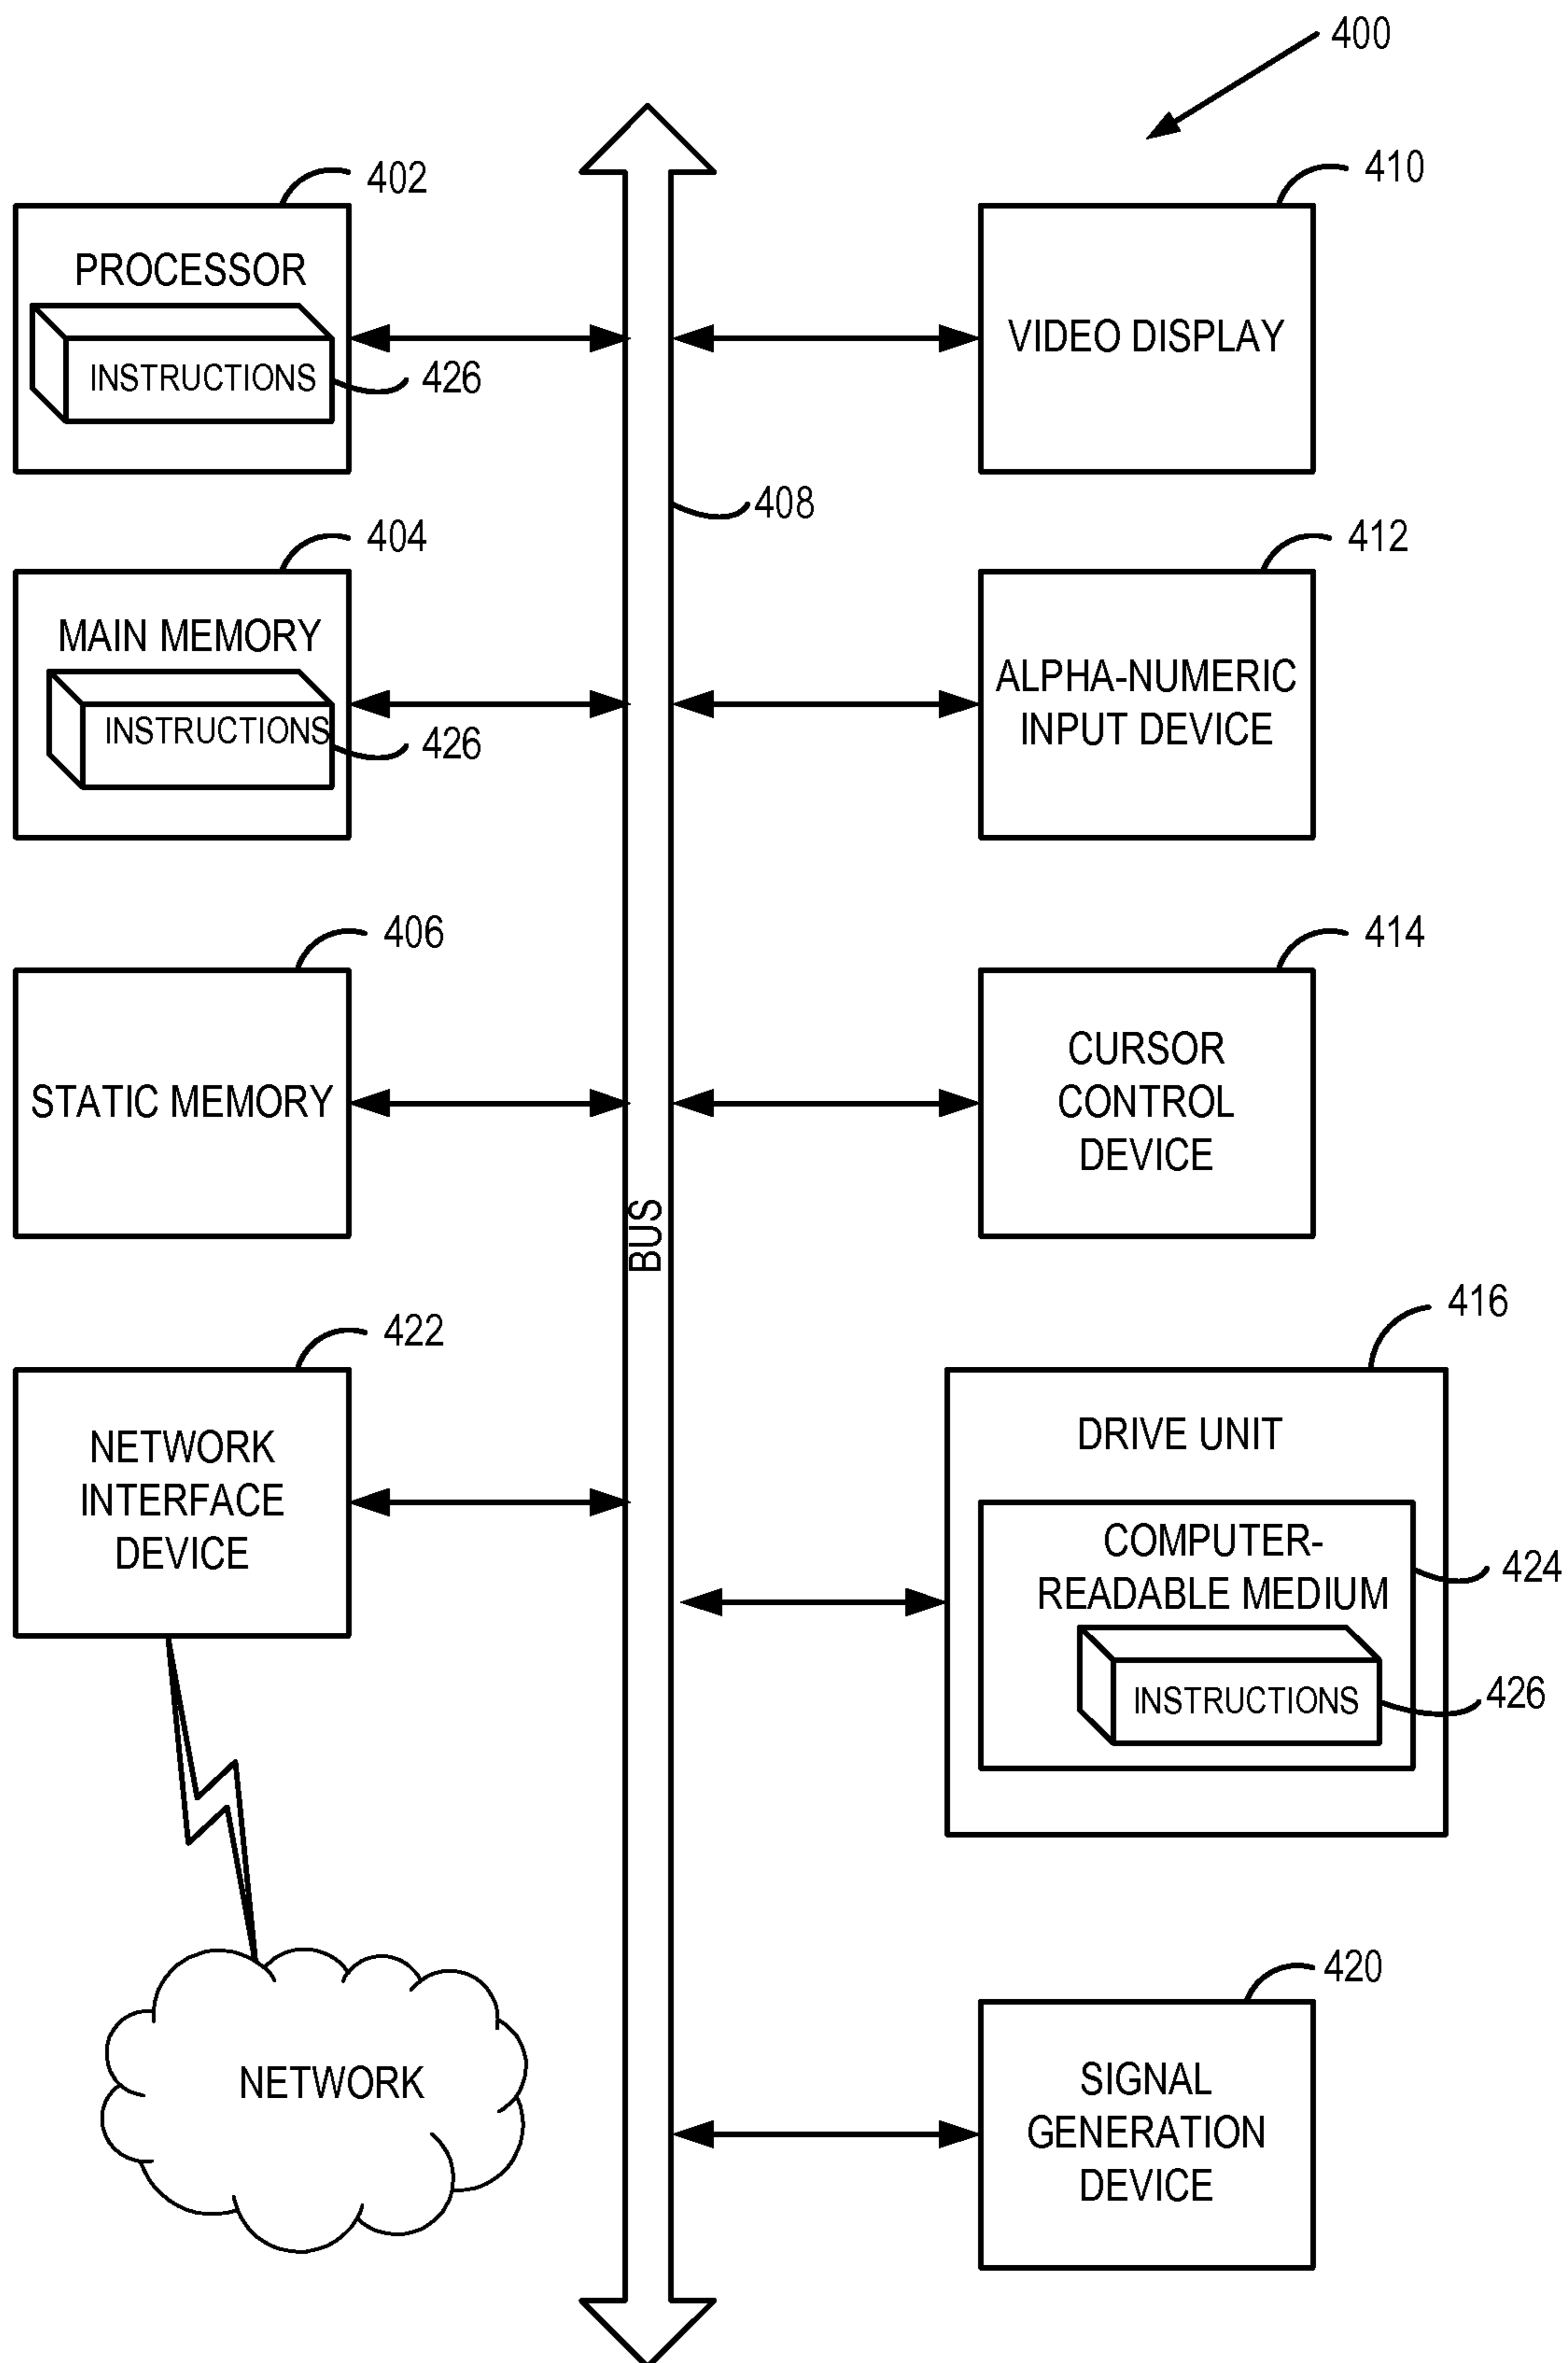 400
402
PROCESSOR
INSTRUCTIONS
426
410
VIDEO DISPLAY
408
404
MAIN MEMORY
INSTRUCTIONS
426
412
ALPHA-NUMERIC
INPUT DEVICE
406
STATIC MEMORY
414
CURSOR
CONTROL
DEVICE
BUS
422
NETWORK
INTERFACE
DEVICE
416
DRIVE UNIT
COMPUTER-
READABLE MEDIUM
424
INSTRUCTIONS
426
NETWORK
420
SIGNAL
GENERATION
DEVICE